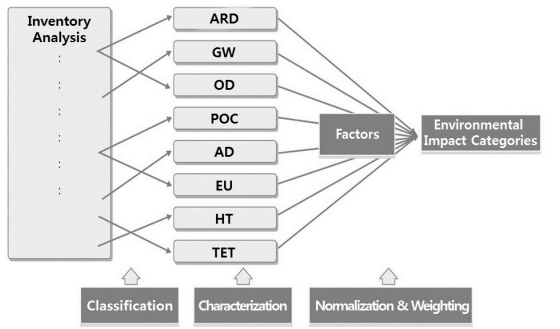 Inventory
Analysis
:
:
:
:
:
:
ARD
GW
OD
POC
AD
EU
HT
TET
Factors
Environmental
Impact Categories
Classification
Characterization
Normalization & Weighting